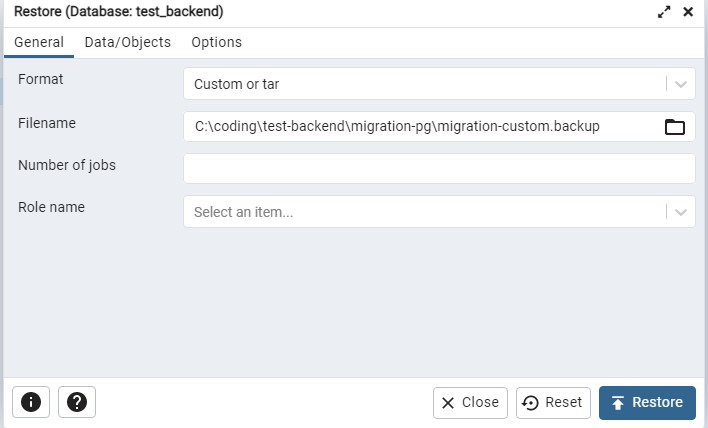 Restore (Database: test_backend)
General Data/Objects Options
Format Custom or tar
Filename C:\coding\test-backend\migration-pg\migration-custom.backup
Number of jobs
Role name Select an item...
Close Reset Restore